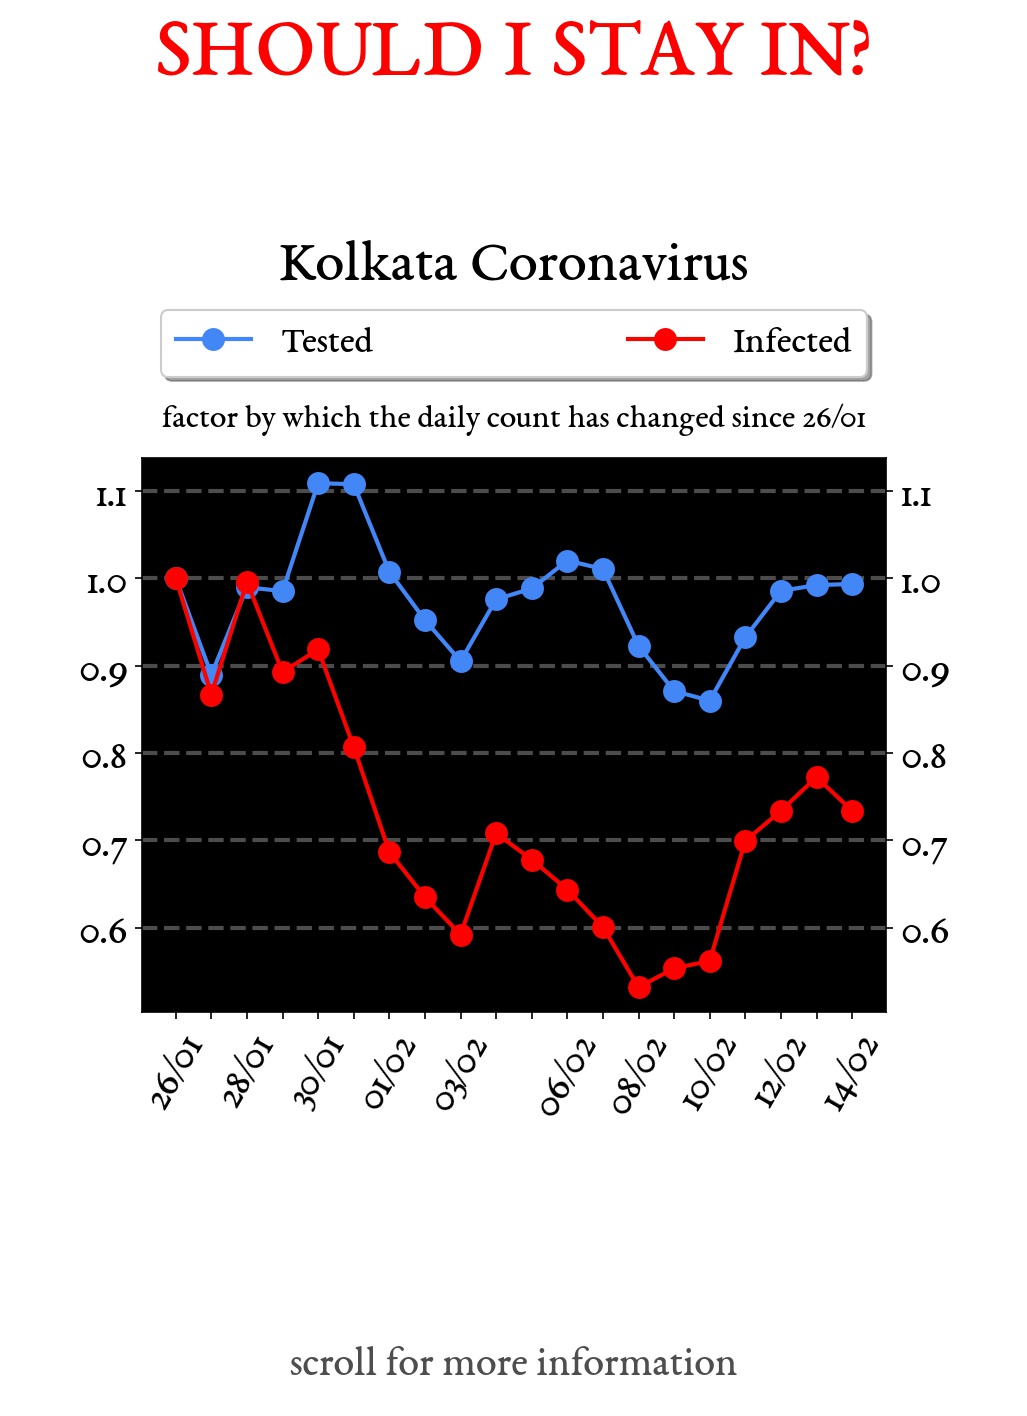 SHOULD I STAY IN?
Kolkata Coronavirus
Tested Infected
factor by which the daily count has changed since 26/01
1.1 1.1
1.0 1.0
0.9 0.9
0.8 0.8
0.7 0.7
0.6 0.6
26/01 28/01 30/01 01/02 03/02 06/02 08/02 10/02 12/02 14/02
scroll for more information